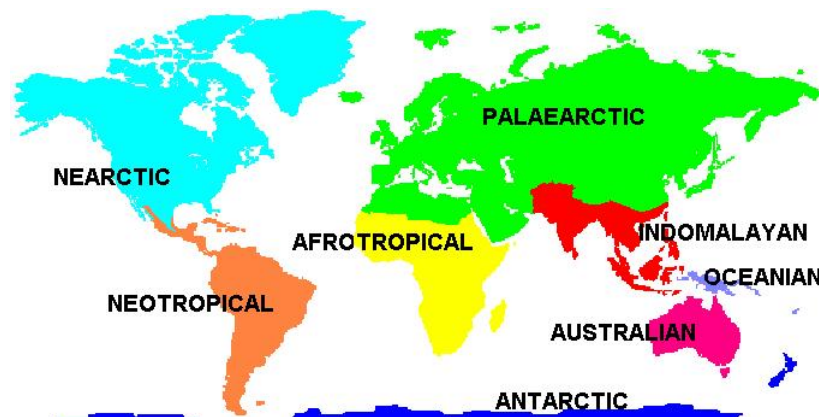 PALAEARCTIC
NEARCTIC
AFROTROPICAL
INDOMALAYAN
OCEANIAN
NEOTROPICAL
AUSTRALIAN
ANTARCTIC